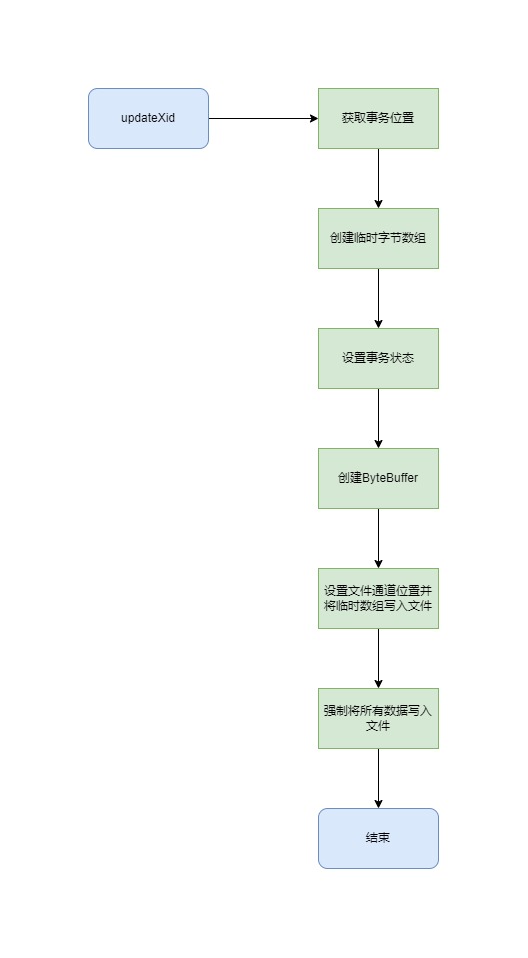 updateXid
获取事务位置
创建临时字节数组
设置事务状态
创建ByteBuffer
设置文件通道位置并
将临时数组写入文件
强制将所有数据写入
文件
结束